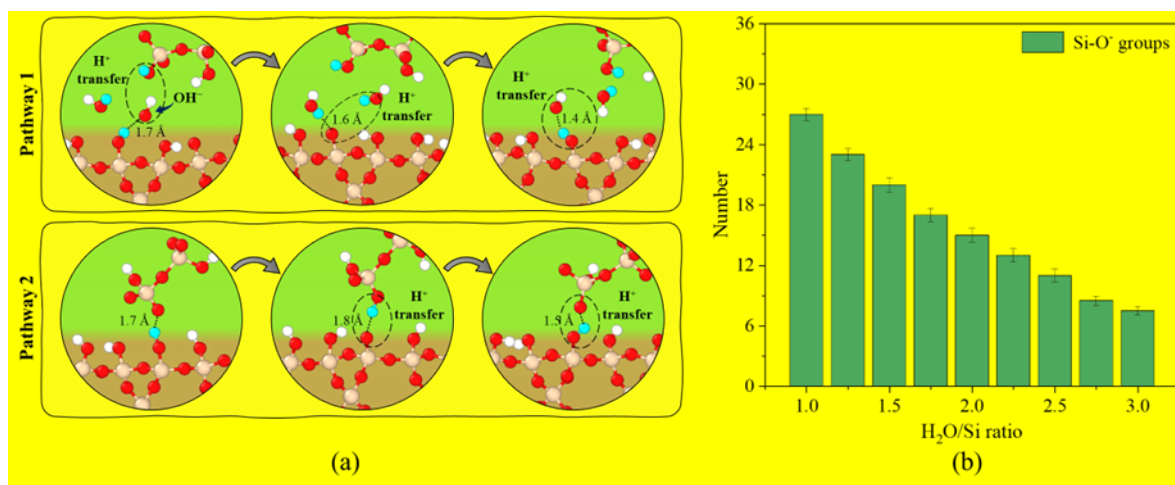 Pathway 1
H⁺
transfer
OH⁻
1.7 Å
H⁺
transfer
1.6 Å
H⁺
transfer
1.4 Å
Pathway 2
1.7 Å
H⁺
transfer
1.8 Å
H⁺
transfer
1.5 Å
(a)
Si-O⁻ groups
Number
36
30
24
18
12
6
0
1.0
1.5
2.0
2.5
3.0
H₂O/Si ratio
(b)